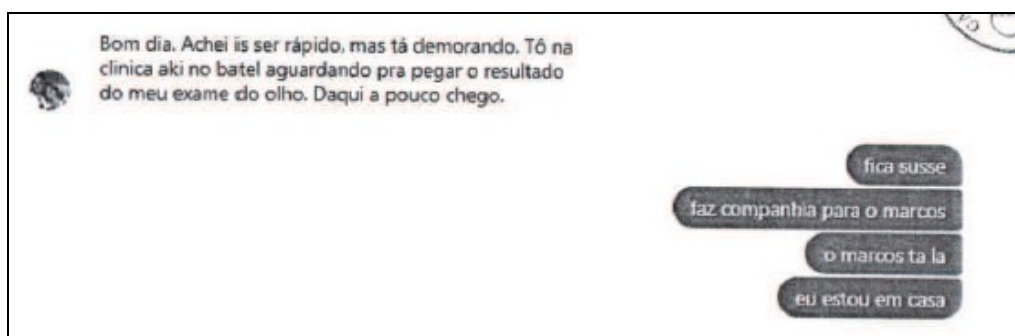 Bom dia. Achei iis ser rápido, mas tá demorando. Tô na
clinica aki no batel aguardando pra pegar o resultado
do meu exame do olho. Daqui a pouco chego.
fica susse
faz companhia para o marcos
o marcos ta la
eu estou em casa